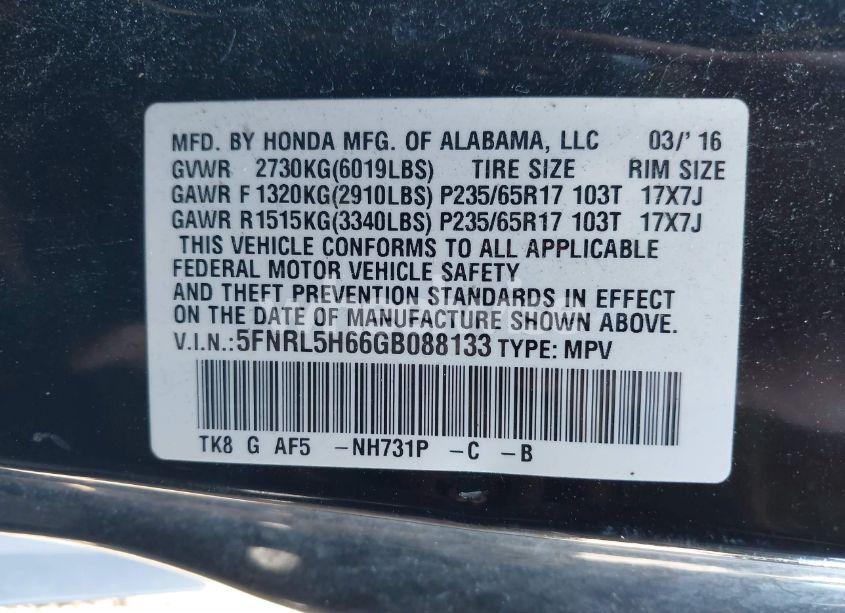 MFD. BY HONDA MFG. OF ALABAMA, LLC 03/' 16
GVWR 2730KG(6019LBS) TIRE SIZE RIM SIZE
GAWR F 1320KG(2910LBS) P235/65R17 103T 17X7J
GAWR R1515KG(3340LBS) P235/65R17 103T 17X7J
THIS VEHICLE CONFORMS TO ALL APPLICABLE
FEDERAL MOTOR VEHICLE SAFETY
AND THEFT PREVENTION STANDARDS IN EFFECT
ON THE DATE OF MANUFACTURE SHOWN ABOVE.
V.I.N.:5FNRL5H66GB088133 TYPE: MPV
TK8 G AF5 -NH731P -C -B